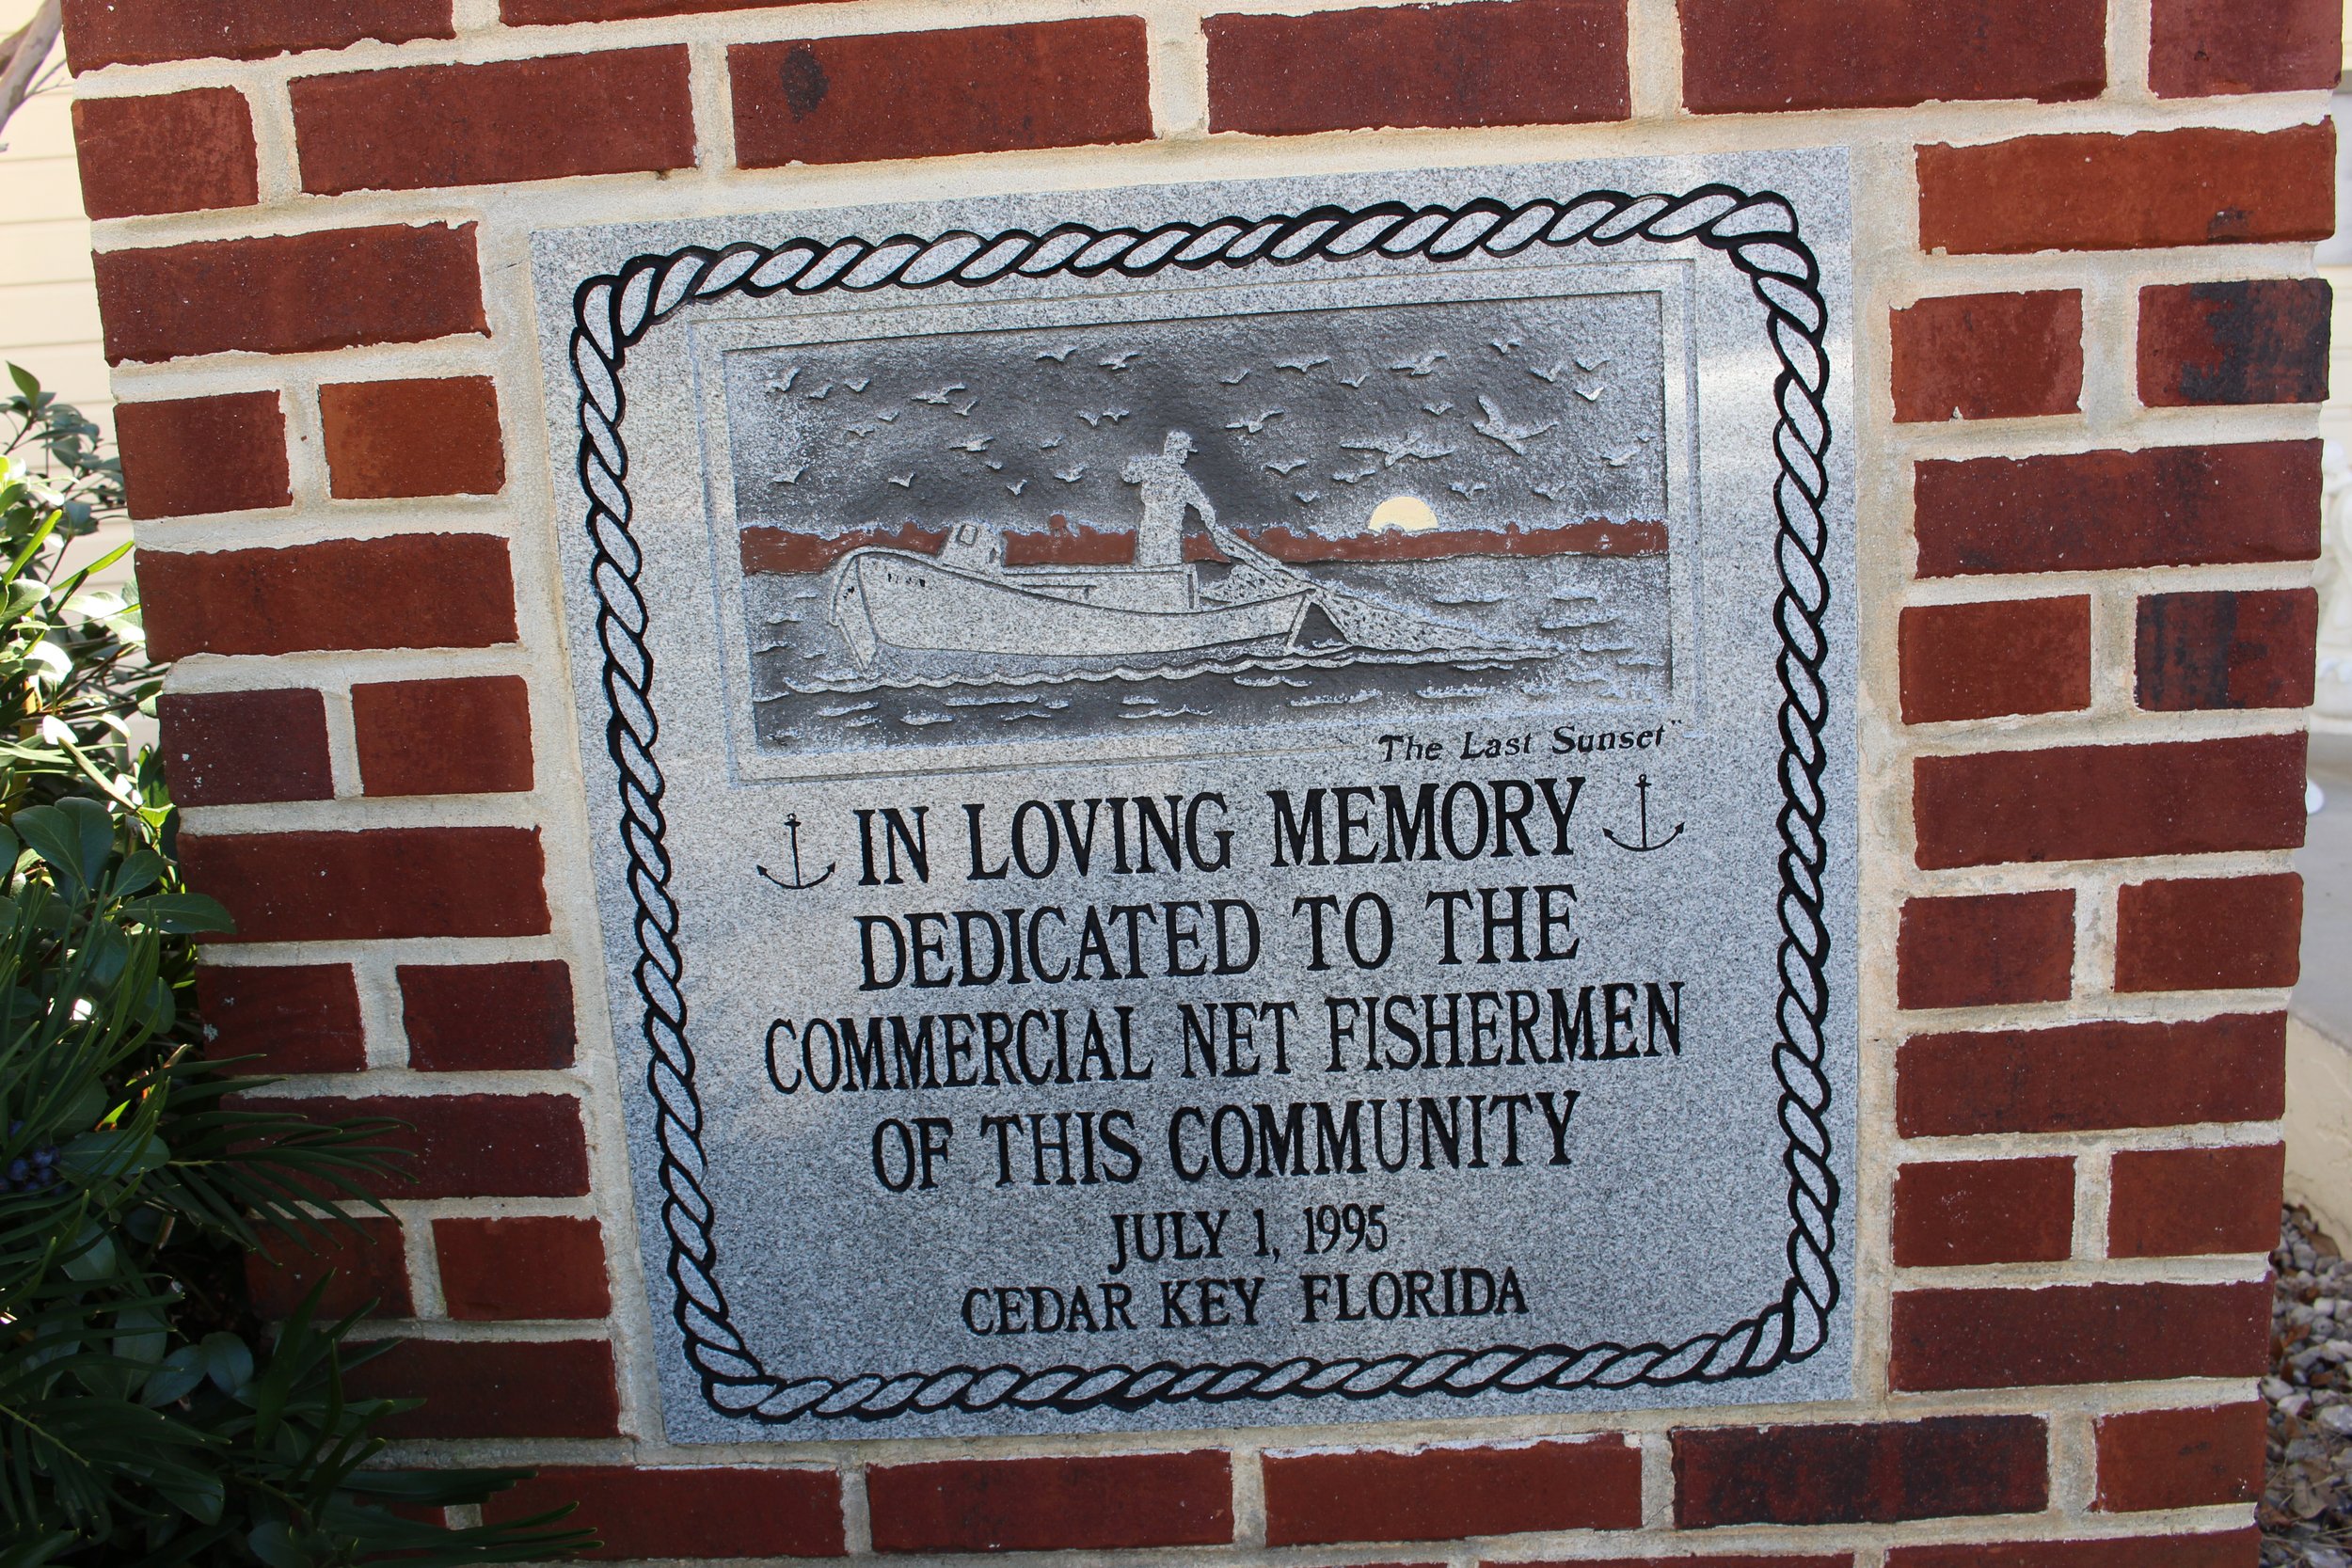 The Last Sunset"
IN LOVING MEMORY
DEDICATED TO THE
COMMERCIAL NET FISHERMEN
OF THIS COMMUNITY
JULY 1, 1995
CEDAR KEY FLORIDA